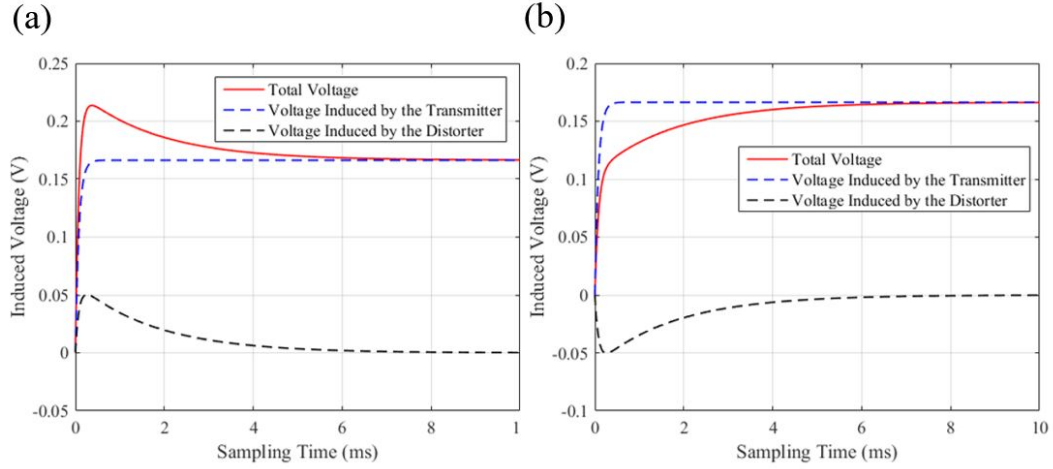 (a)
0.25
0.2
0.15
0.1
0.05
0
-0.05
Induced Voltage (V)
Total Voltage
Voltage Induced by the Transmitter
Voltage Induced by the Distorter
0 2 4 6 8 1
Sampling Time (ms)
(b)
0.2
0.15
0.1
0.05
0
-0.05
-0.1
Induced Voltage (V)
Total Voltage
Voltage Induced by the Transmitter
Voltage Induced by the Distorter
0 2 4 6 8 10
Sampling Time (ms)